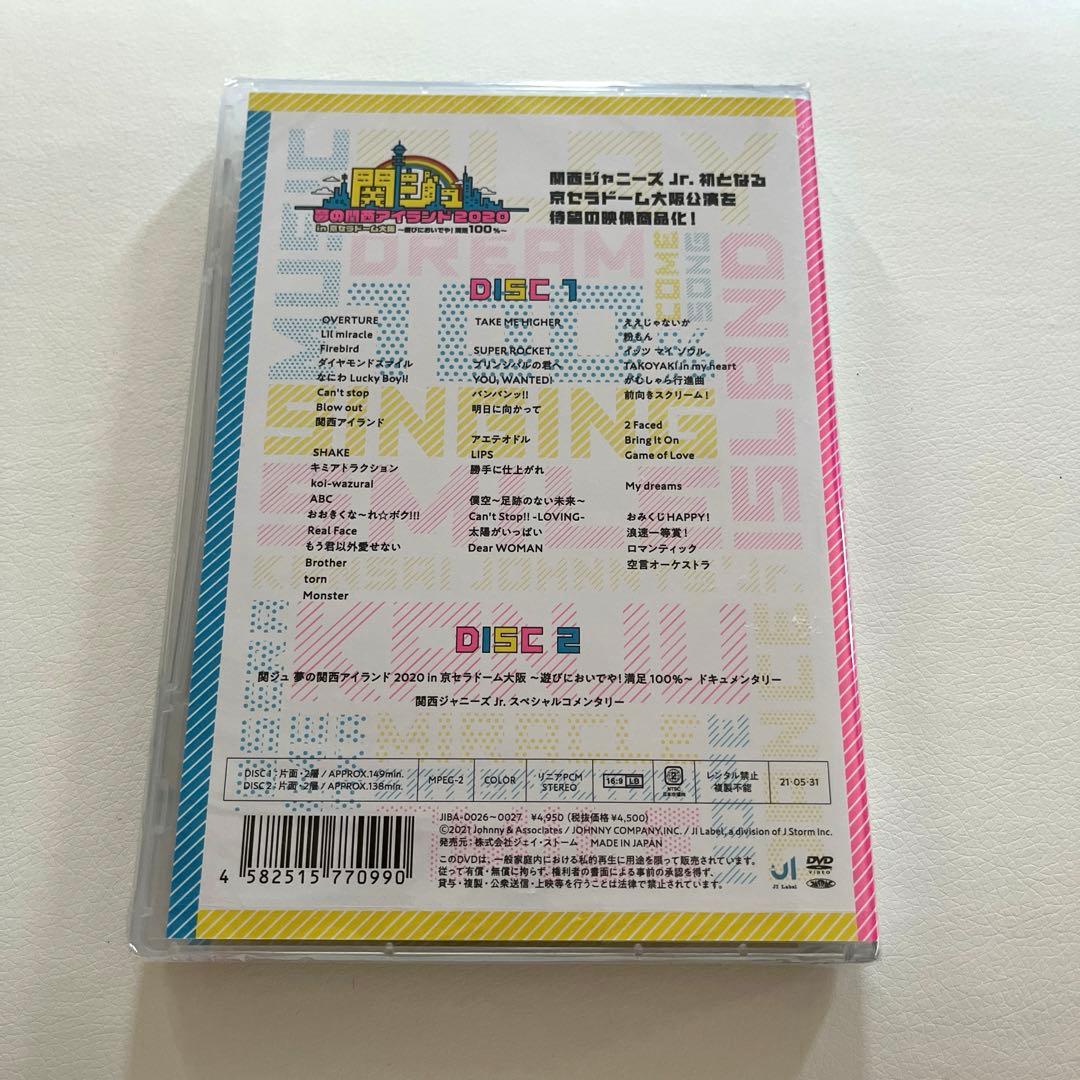 関ジュ
夢の関西アイランド2020
in 京セラドーム大阪 ～遊びにおいでや!満足100%～
関西ジャニーズ Jr. 初となる
京セラドーム大阪公演を
待望の映像商品化!
PLAY
MUSIC
DREAM
100%
SINGING
SMILE
ISLAND
KANSAI JOHNNYS' Jr.
KANJU
MIRACLE
DANCE
DISC 1
OVERTURE
Lil miracle
Firebird
ダイヤモンドスマイル
なにわ Lucky Boy!!
Can't stop
Blow out
関西アイランド
SHAKE
キミアトラクション
koi-wazurai
ABC
おおきくな～れ☆ボク!!!
Real Face
もう君以外愛せない
Brother
torn
Monster
TAKE ME HIGHER
SUPER ROCKET
プリンシパルの君へ
YOU, WANTED!
バンバンッ!!
明日に向かって
アエテオドル
LIPS
勝手に仕上がれ
僕空～足跡のない未来～
Can't Stop!! -LOVING-
太陽がいっぱい
Dear WOMAN
ええじゃないか
粉もん
イッツ マイ ソウル
TAKOYAKI in my heart
がむしゃら行進曲
前向きスクリーム!
2 Faced
Bring It On
Game of Love
My dreams
おみくじHAPPY!
浪速一等賞!
ロマンティック
空言オーケストラ
DISC 2
関ジュ 夢の関西アイランド 2020 in 京セラドーム大阪 ～遊びにおいでや!満足100%～ ドキュメンタリー
関西ジャニーズ Jr. スペシャルコメンタリー
DISC 1 : 片面・2層 / APPROX.149min.
DISC 2 : 片面・2層 / APPROX.138min.
MPEG-2
COLOR
リニアPCM
STEREO
16:9 LB
2
NTSC
日本市場向
レンタル禁止
複製不能
21・05・31
JIBA-0026～0027 ¥4,950 (税抜価格 ¥4,500)
©2021 Johnny & Associates / JOHNNY COMPANY,INC. / JI Label, a division of J Storm Inc.
発売元 : 株式会社ジェイ・ストーム MADE IN JAPAN
このDVDは、一般家庭内における私的再生に用途を限って販売されています。
従って有償・無償に拘らず、権利者の書面による事前の承認を得ず、
貸与・複製・公衆送信・上映等を行うことは法律で禁止されています。
4 582515 770990
JI Label
DVD
VIDEO